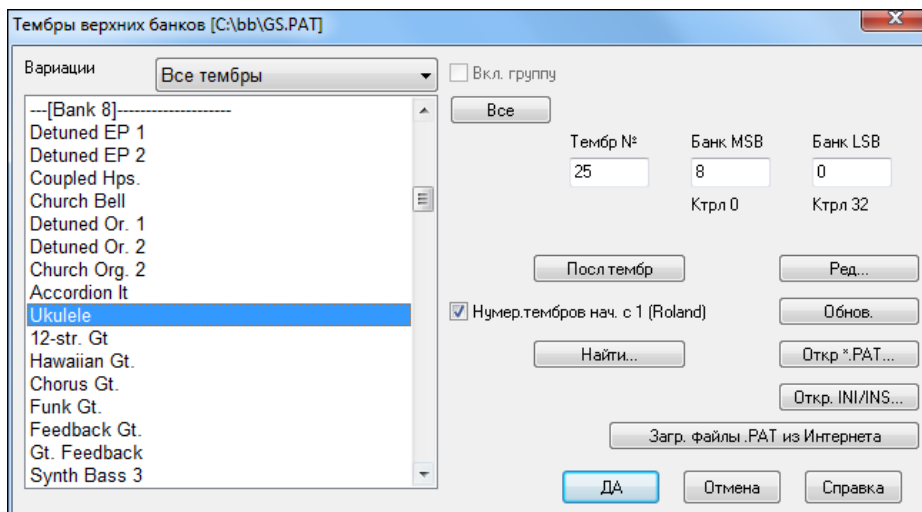 Тембры верхних банков [C:\bb\GS.PAT]
Вариации
Все тембры
Вкл. группу
---[Bank 8]--------------------
Detuned EP 1
Detuned EP 2
Coupled Hps.
Church Bell
Detuned Or. 1
Detuned Or. 2
Church Org. 2
Accordion It
Ukulele
12-str. Gt
Hawaiian Gt.
Chorus Gt.
Funk Gt.
Feedback Gt.
Gt. Feedback
Synth Bass 3
Все
Тембр № Банк MSB Банк LSB
25 8 0
Ктрл 0 Ктрл 32
Посл тембр
Ред...
Нумер.тембров нач. с 1 (Roland)
Обнов.
Найти...
Откр *.PAT...
Откр. INI/INS...
Загр. файлы .PAT из Интернета
ДА Отмена Справка